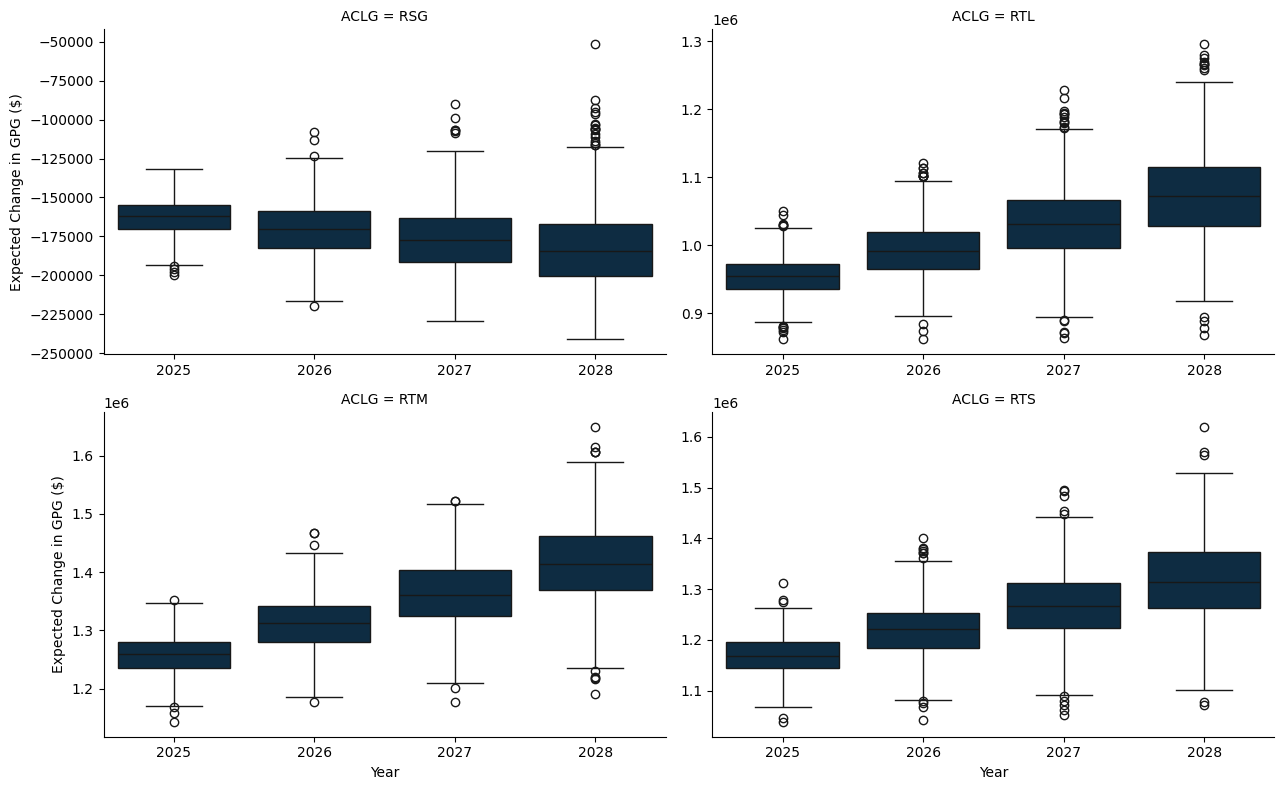 ACLG = RSG
Expected Change in GPG ($)
−50000
−75000
−100000
−125000
−150000
−175000
−200000
−225000
−250000
2025 2026 2027 2028
ACLG = RTL
1e6
1.3
1.2
1.1
1.0
0.9
2025 2026 2027 2028
ACLG = RTM
1e6
Expected Change in GPG ($)
1.6
1.5
1.4
1.3
1.2
2025 2026 2027 2028
Year
ACLG = RTS
1e6
1.6
1.5
1.4
1.3
1.2
1.1
2025 2026 2027 2028
Year